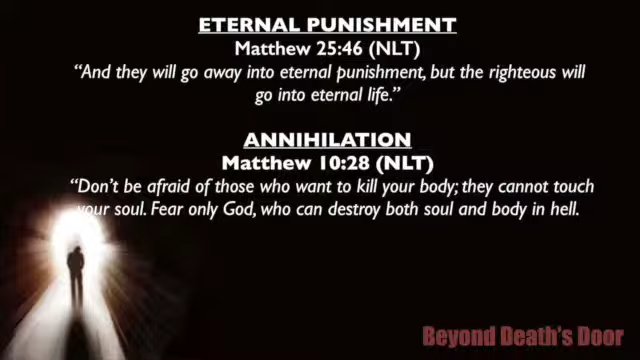 ETERNAL PUNISHMENT
Matthew 25:46 (NLT)
“And they will go away into eternal punishment, but the righteous will
go into eternal life.”
ANNIHILATION
Matthew 10:28 (NLT)
“Don’t be afraid of those who want to kill your body; they cannot touch
your soul. Fear only God, who can destroy both soul and body in hell.
Beyond Death’s Door